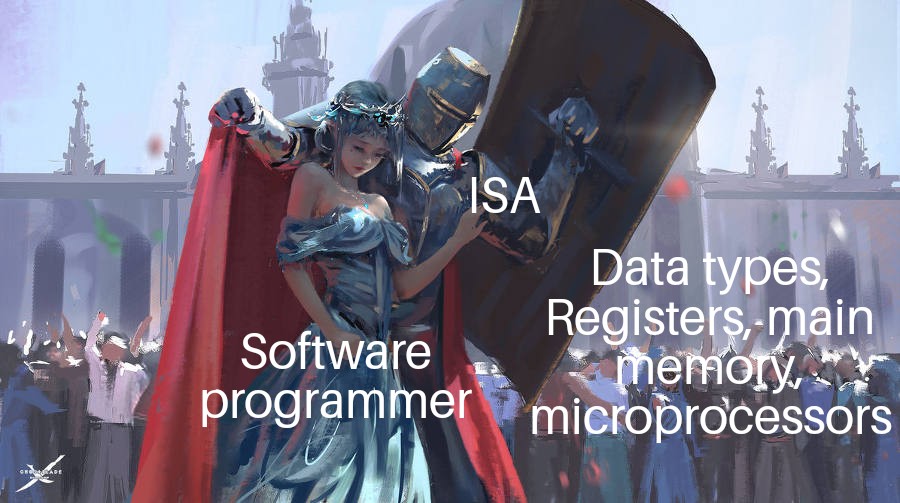 ISA
Data types,
Registers, main
memory,
microprocessors
Software
programmer